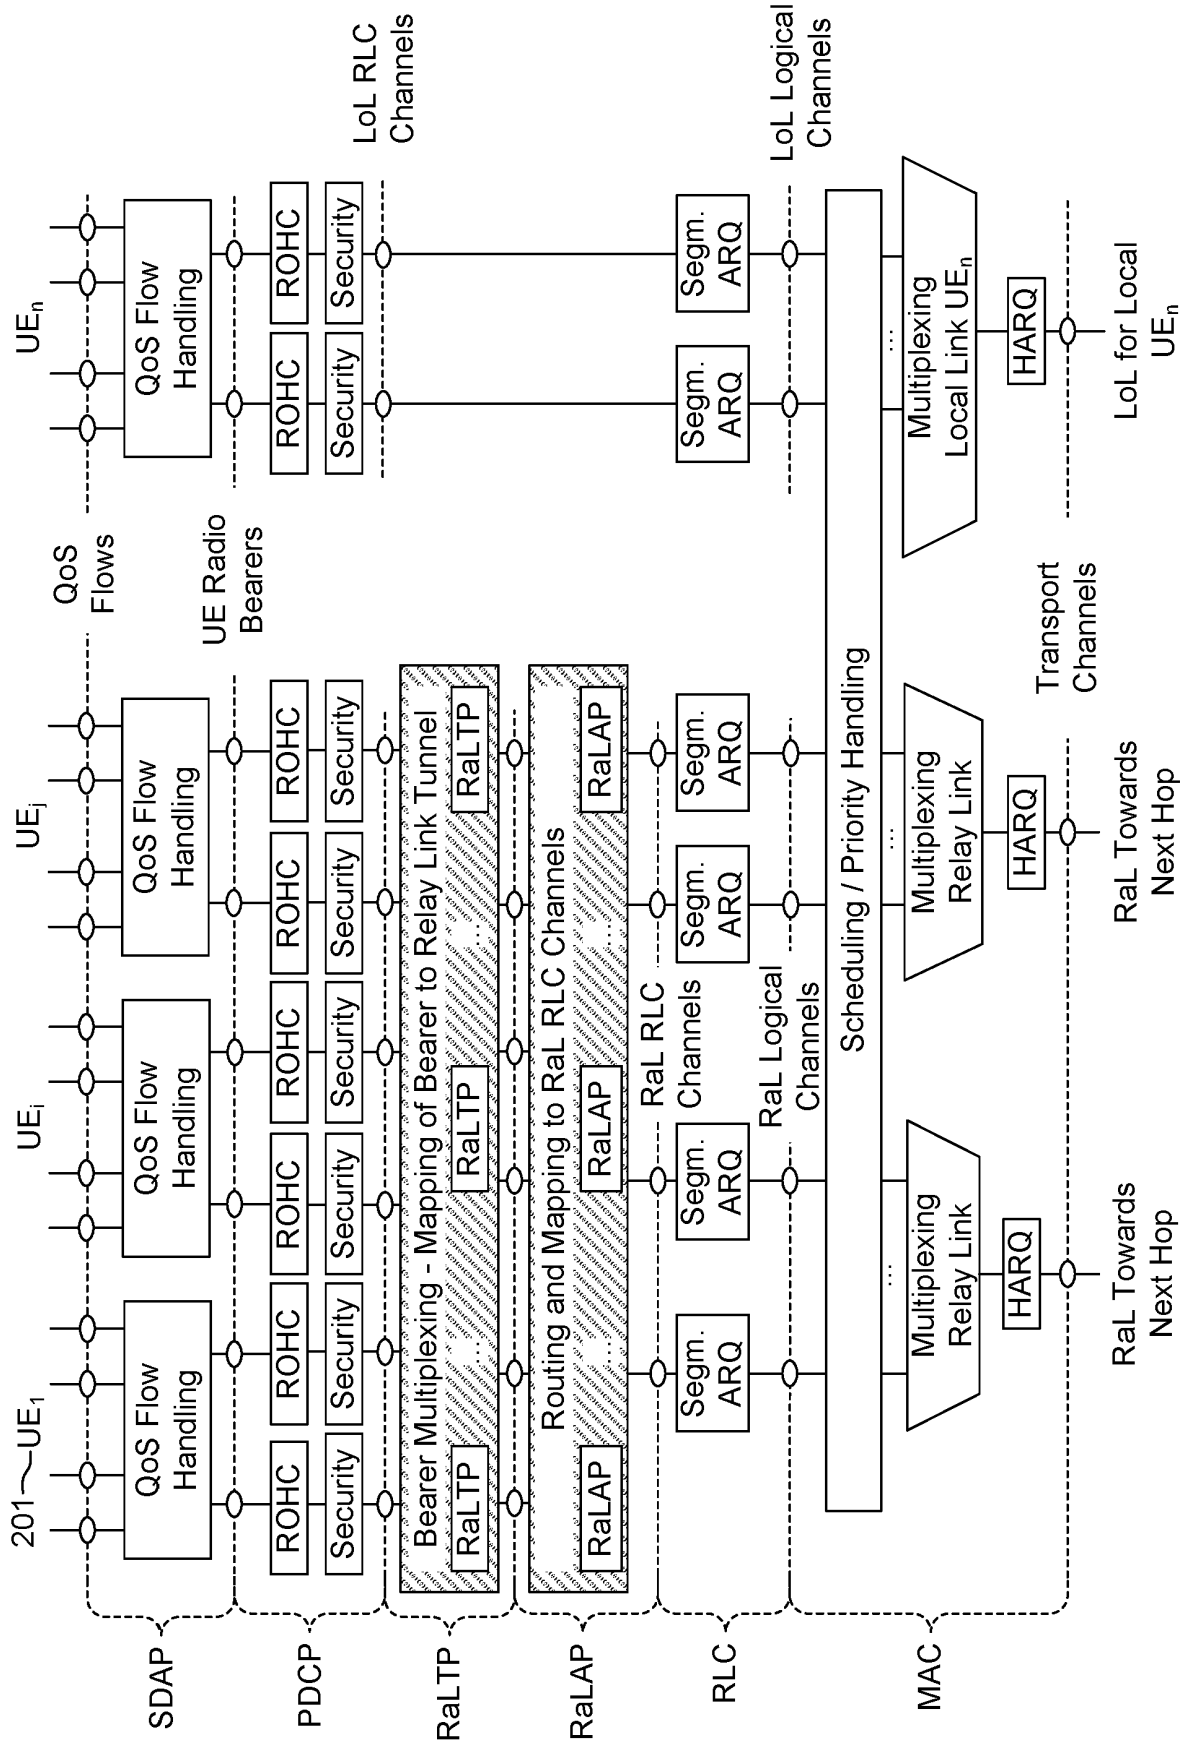 201
UE1
UEi
UEj
UEn
QoS
Flows
SDAP
QoS Flow
Handling
QoS Flow
Handling
QoS Flow
Handling
QoS Flow
Handling
UE Radio
Bearers
PDCP
ROHC
ROHC
ROHC
ROHC
ROHC
ROHC
ROHC
ROHC
Security
Security
Security
Security
Security
Security
Security
Security
LoL RLC
Channels
RaLTP
Bearer Multiplexing - Mapping of Bearer to Relay Link Tunnel
RaLTP
...
RaLTP
...
RaLTP
RaLAP
Routing and Mapping to RaL RLC Channels
RaLAP
...
RaLAP
...
RaLAP
RaL RLC
Channels
RLC
Segm.
ARQ
Segm.
ARQ
Segm.
ARQ
Segm.
ARQ
Segm.
ARQ
Segm.
ARQ
RaL Logical
Channels
LoL Logical
Channels
MAC
Scheduling / Priority Handling
...
...
...
Multiplexing
Relay Link
Multiplexing
Relay Link
Multiplexing
Local Link UEn
HARQ
HARQ
HARQ
Transport
Channels
RaL Towards
Next Hop
RaL Towards
Next Hop
LoL for Local
UEn